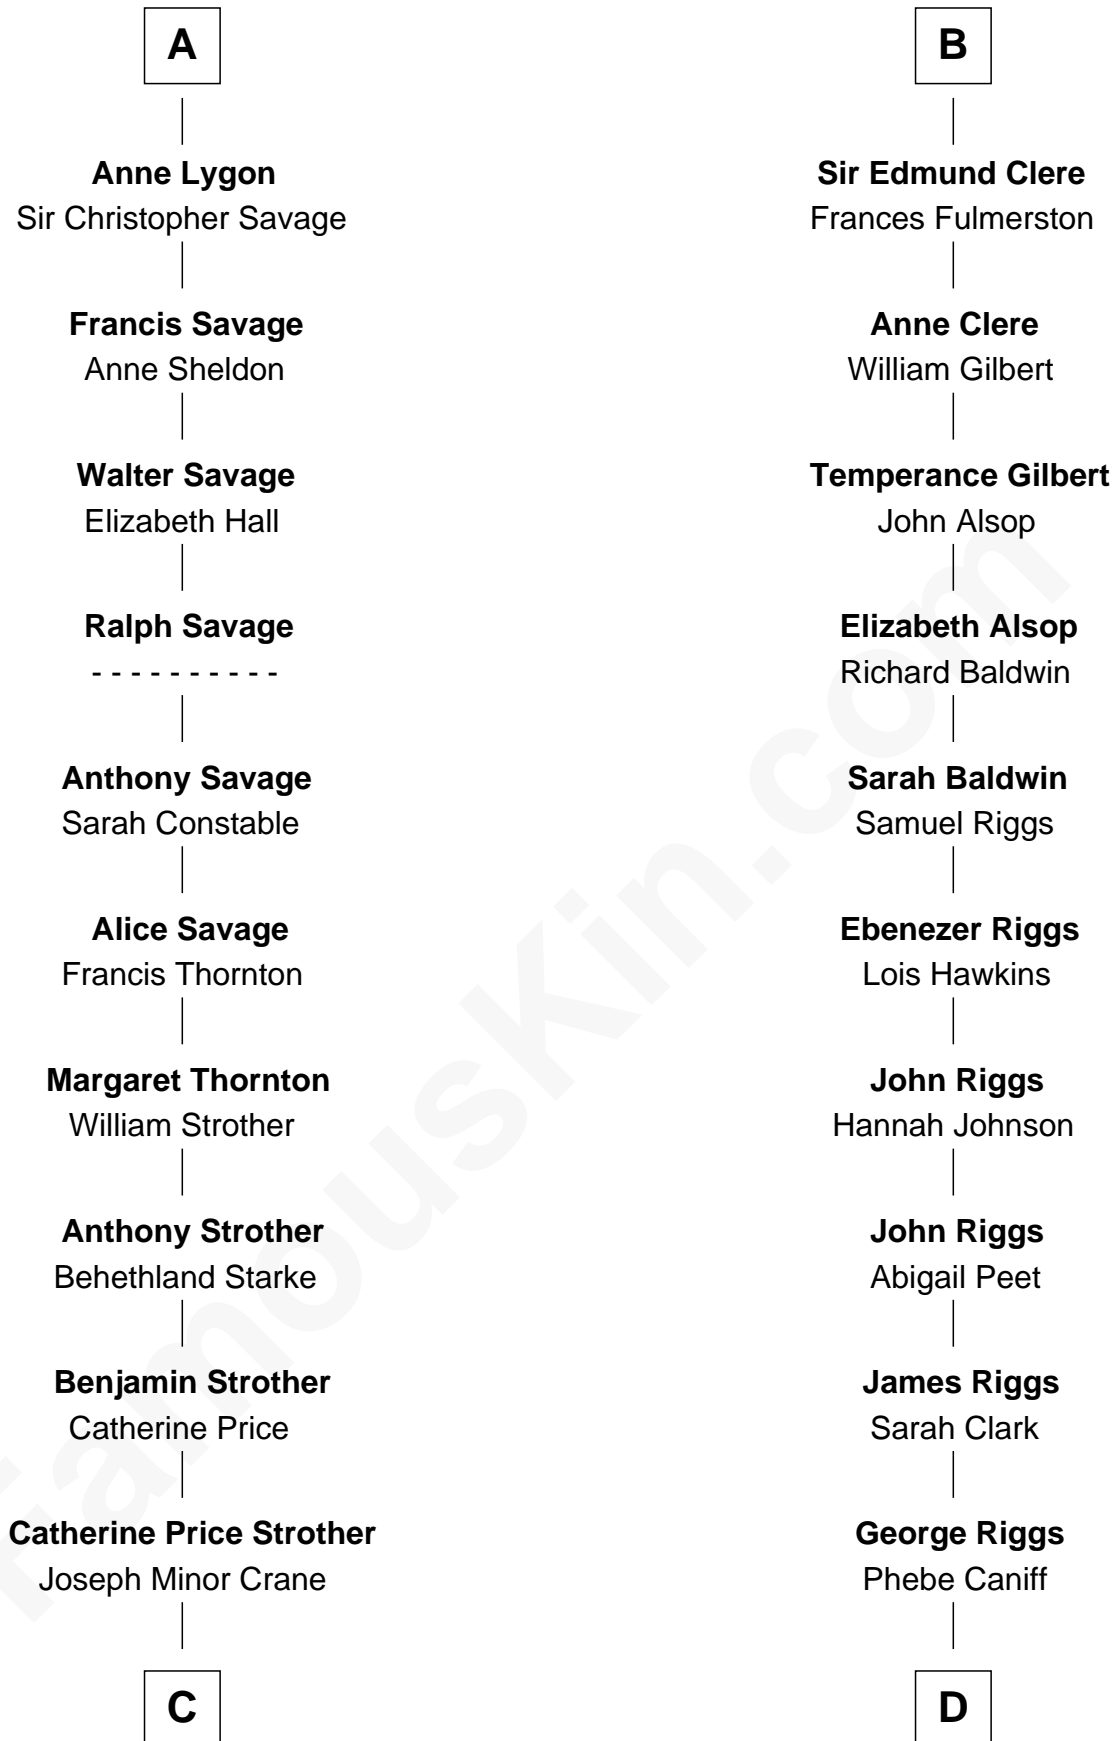 A
Anne Lygon
Sir Christopher Savage
Francis Savage
Anne Sheldon
Walter Savage
Elizabeth Hall
Ralph Savage
- - - - - - - - - -
Anthony Savage
Sarah Constable
Alice Savage
Francis Thornton
Margaret Thornton
William Strother
Anthony Strother
Behethland Starke
Benjamin Strother
Catherine Price
Catherine Price Strother
Joseph Minor Crane
C
B
Sir Edmund Clere
Frances Fulmerston
Anne Clere
William Gilbert
Temperance Gilbert
John Alsop
Elizabeth Alsop
Richard Baldwin
Sarah Baldwin
Samuel Riggs
Ebenezer Riggs
Lois Hawkins
John Riggs
Hannah Johnson
John Riggs
Abigail Peet
James Riggs
Sarah Clark
George Riggs
Phebe Caniff
D
FamousKin.com